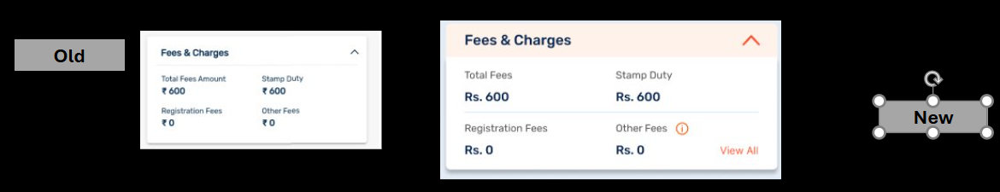 Old
Fees & Charges
Total Fees Amount Stamp Duty
₹ 600 ₹ 600
Registration Fees Other Fees
₹ 0 ₹ 0
Fees & Charges
Total Fees Stamp Duty
Rs. 600 Rs. 600
Registration Fees Other Fees
Rs. 0 Rs. 0 View All
New